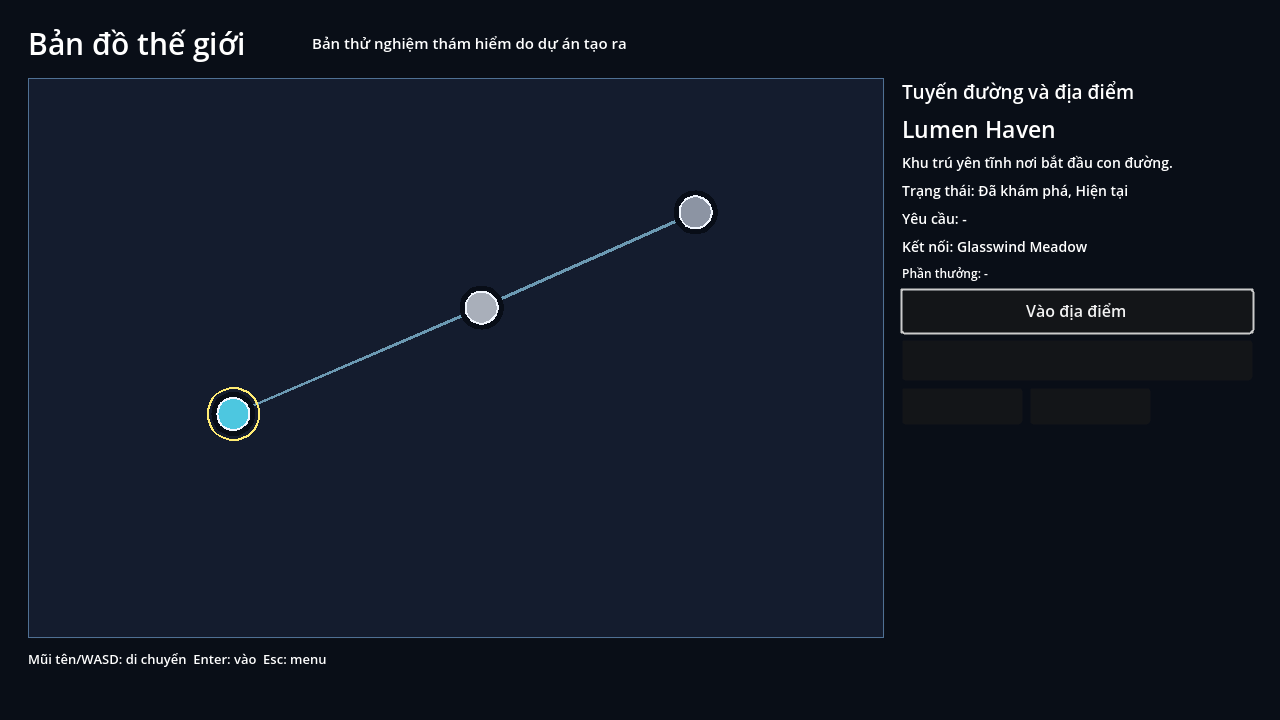 Bản đồ thế giới
Bản thử nghiệm thám hiểm do dự án tạo ra
Tuyến đường và địa điểm
Lumen Haven
Khu trú yên tĩnh nơi bắt đầu con đường.
Trạng thái: Đã khám phá, Hiện tại
Yêu cầu: -
Kết nối: Glasswind Meadow
Phần thưởng: -
Vào địa điểm
Mũi tên/WASD: di chuyển  Enter: vào  Esc: menu